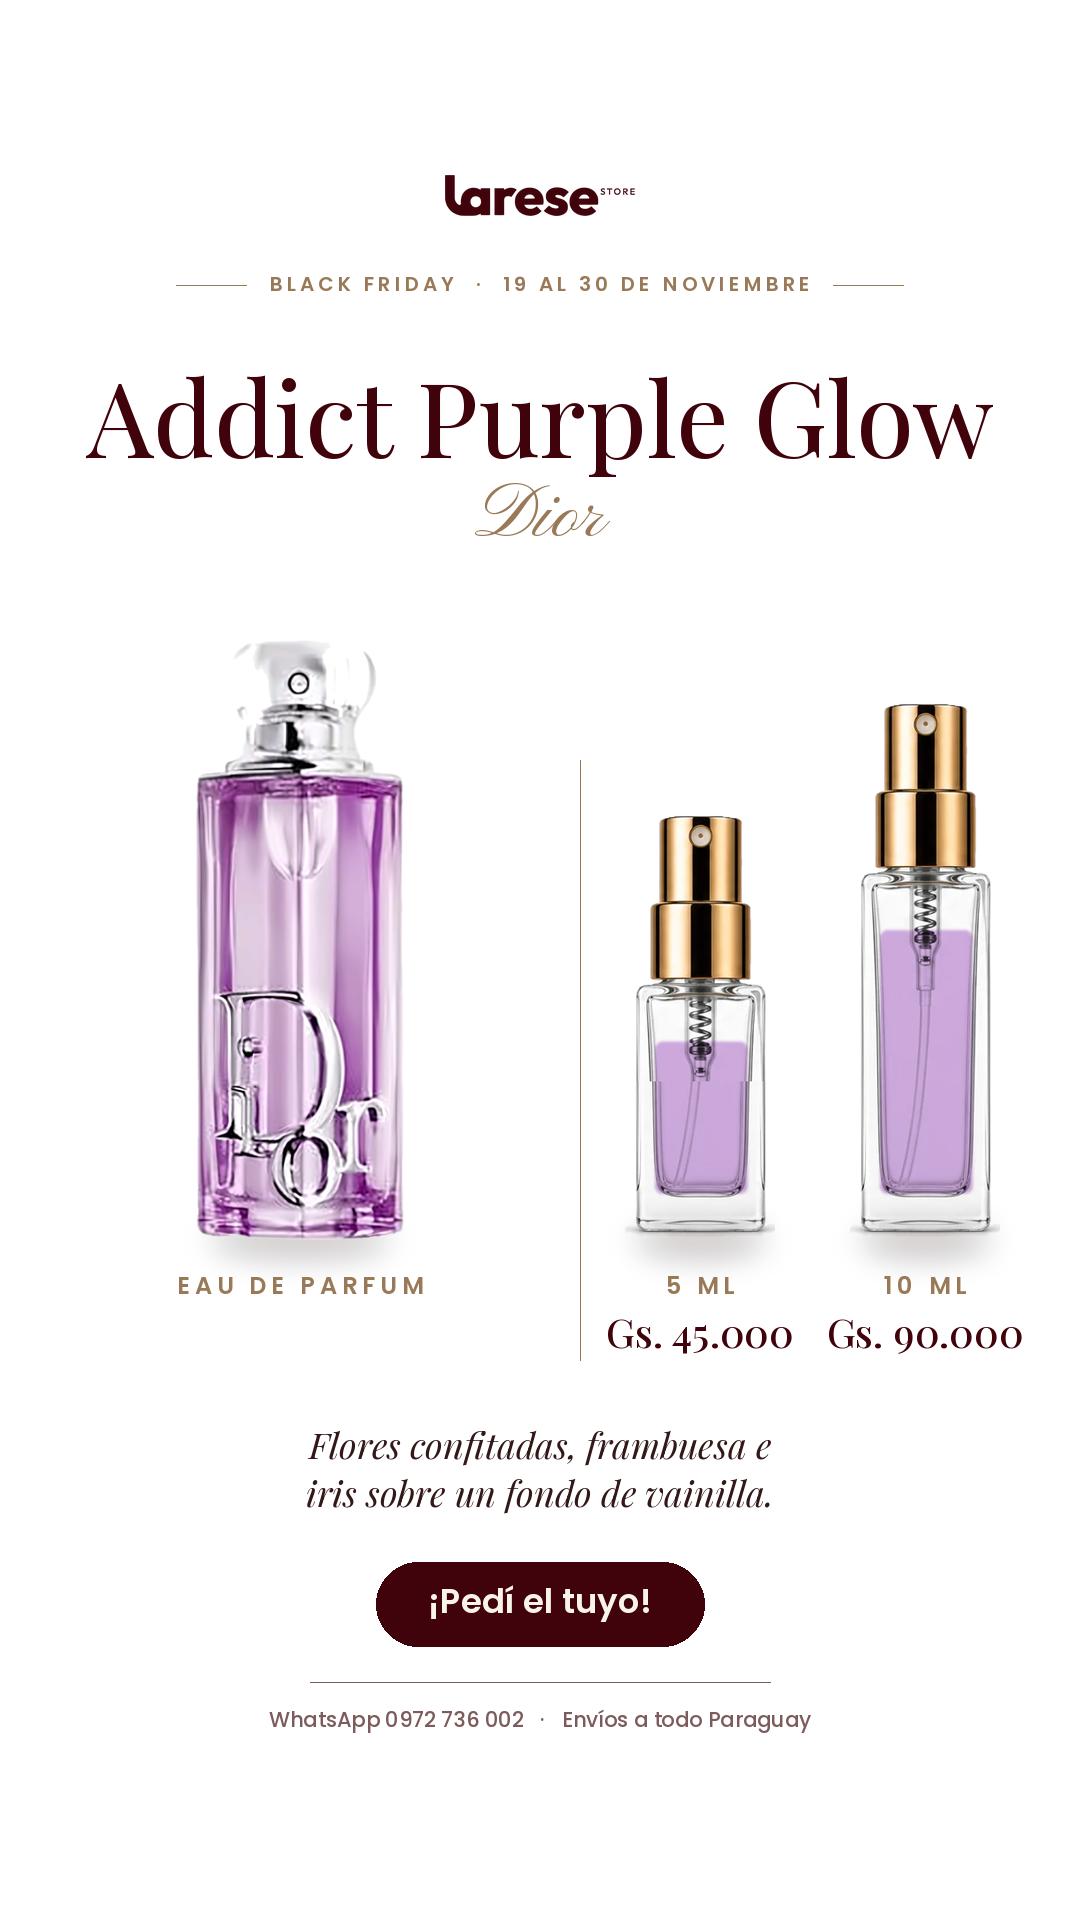 Larese STORE
BLACK FRIDAY · 19 AL 30 DE NOVIEMBRE
Addict Purple Glow
Dior
Dior
EAU DE PARFUM
5 ML
Gs. 45.000
10 ML
Gs. 90.000
Flores confitadas, frambuesa e
iris sobre un fondo de vainilla.
¡Pedí el tuyo!
WhatsApp 0972 736 002 · Envíos a todo Paraguay